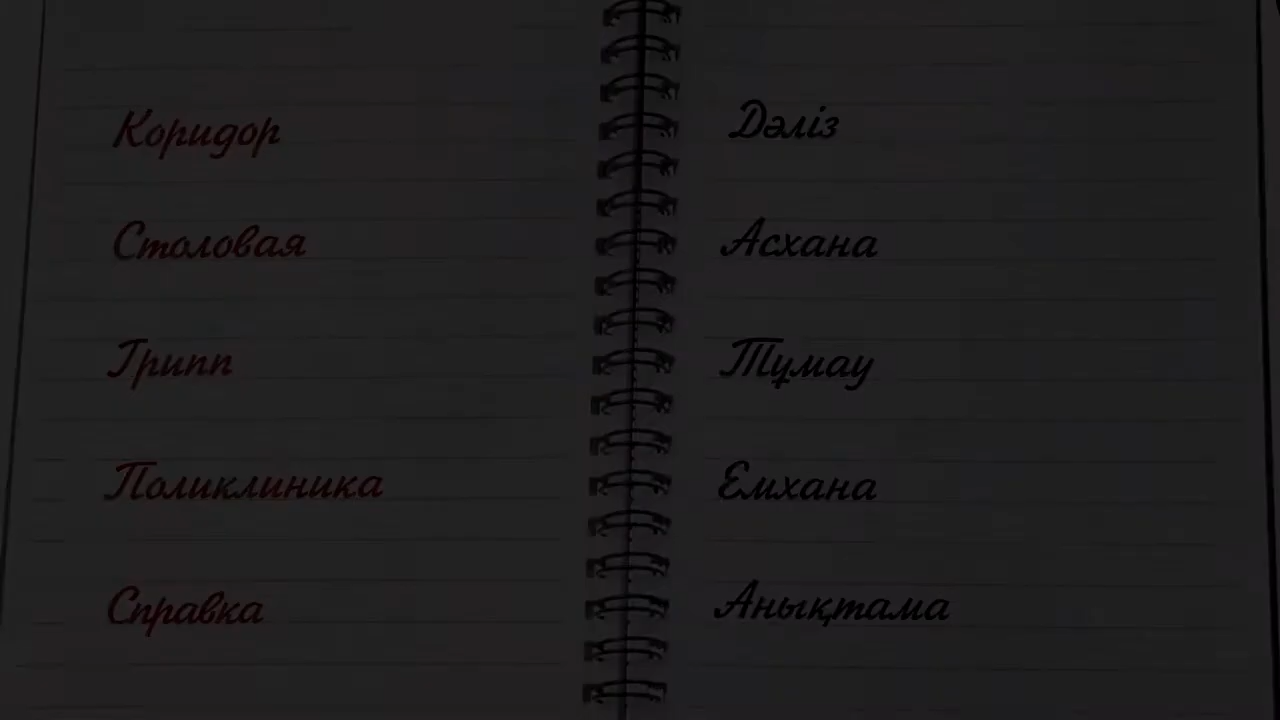 Коридор Дәліз
Столовая Асхана
Грипп Тұмау
Поликлиника Емхана
Справка Анықтама